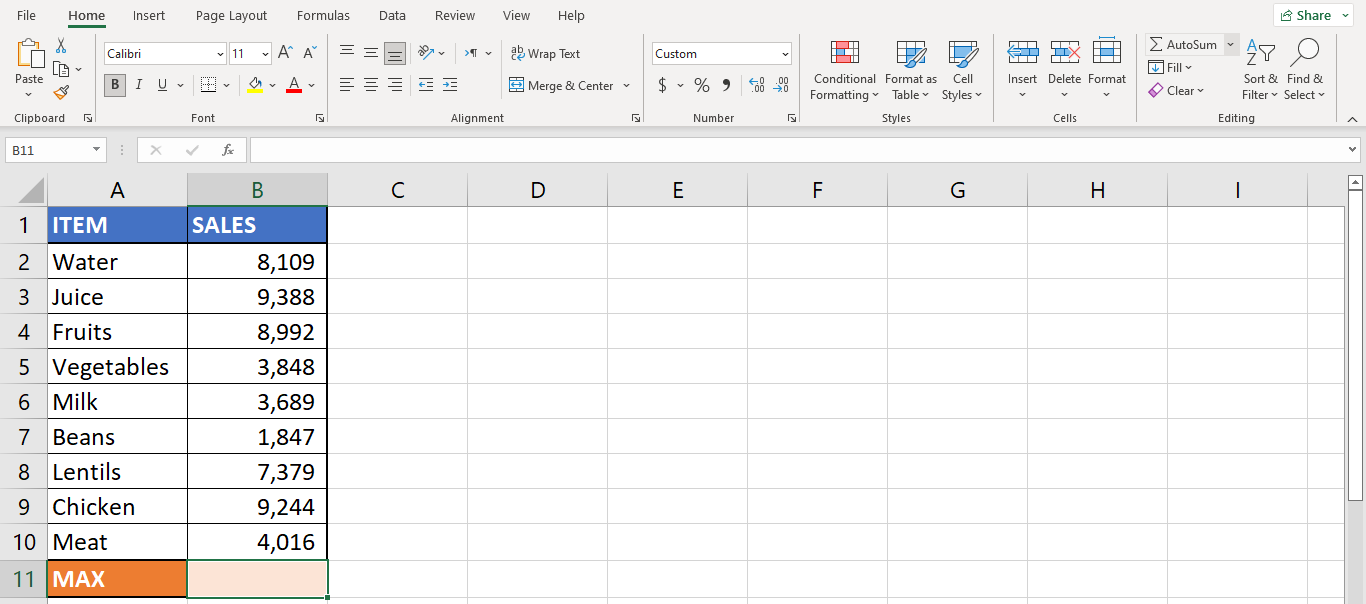 File Home Insert Page Layout Formulas Data Review View Help Share
Calibri 11 A A ab Wrap Text Custom AutoSum A Z
Paste B I U A Merge & Center $ % 9 .00 Conditional Formatting Format as Table Cell Styles Insert Delete Format Fill Clear Sort & Filter Find & Select
Clipboard Font Alignment Number Styles Cells Editing
B11 fx
A B C D E F G H I
1 ITEM SALES
2 Water 8,109
3 Juice 9,388
4 Fruits 8,992
5 Vegetables 3,848
6 Milk 3,689
7 Beans 1,847
8 Lentils 7,379
9 Chicken 9,244
10 Meat 4,016
11 MAX